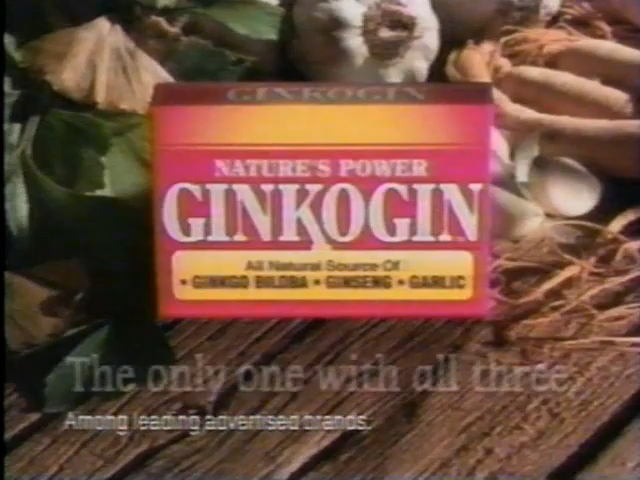 GINKOGIN
NATURE'S POWER
GINKOGIN
All Natural Source Of
• GINKGO BILOBA • GINSENG • GARLIC
The only one with all three.
Among leading advertised brands.